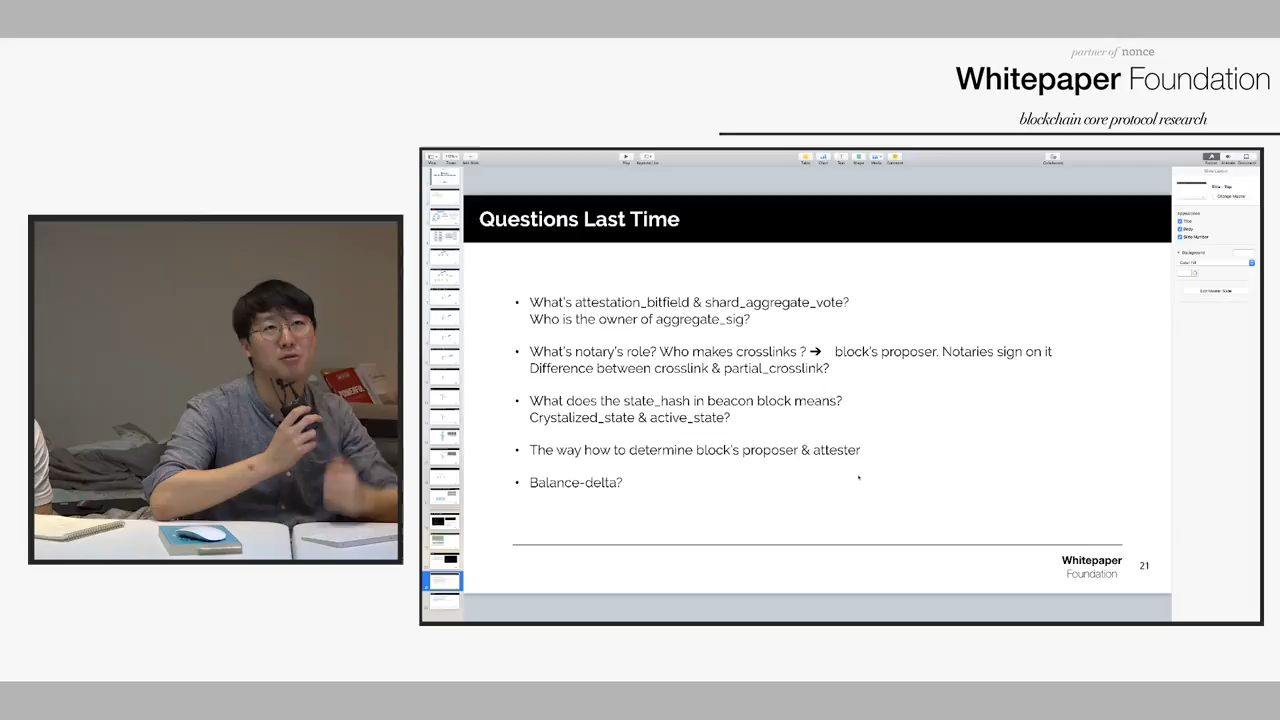 partner of nonce
Whitepaper Foundation
blockchain core protocol research
Questions Last Time
• What's attestation_bitfield & shard_aggregate_vote?
Who is the owner of aggregate_sig?
• What's notary's role? Who makes crosslinks ? ➔ block's proposer. Notaries sign on it
Difference between crosslink & partial_crosslink?
• What does the state_hash in beacon block means?
Crystalized_state & active_state?
• The way how to determine block's proposer & attester
• Balance-delta?
Whitepaper
Foundation
21